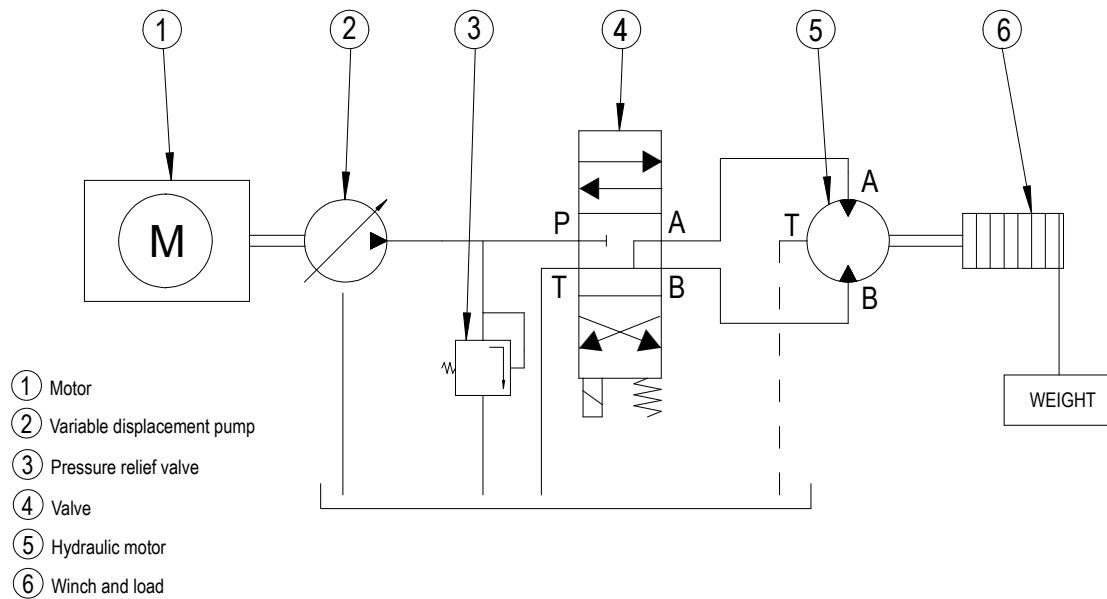 1 2 3 4 5 6
M
P A
T B
T A
B
WEIGHT
1 Motor
2 Variable displacement pump
3 Pressure relief valve
4 Valve
5 Hydraulic motor
6 Winch and load